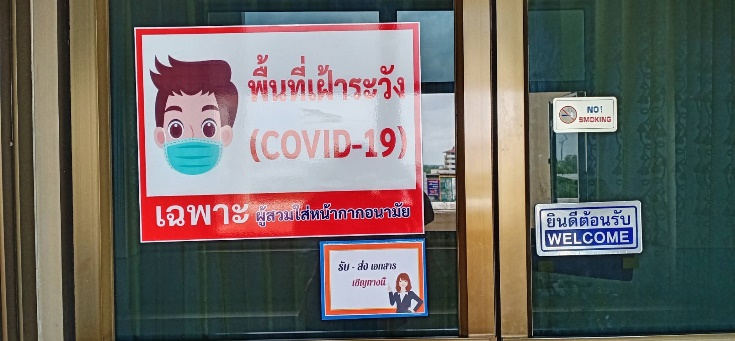 พื้นที่เฝ้าระวัง
(COVID-19)
เฉพาะ ผู้สวมใส่หน้ากากอนามัย
รับ - ส่ง เอกสาร
เชิญทางนี้
NO!
SMOKING
ยินดีต้อนรับ
WELCOME